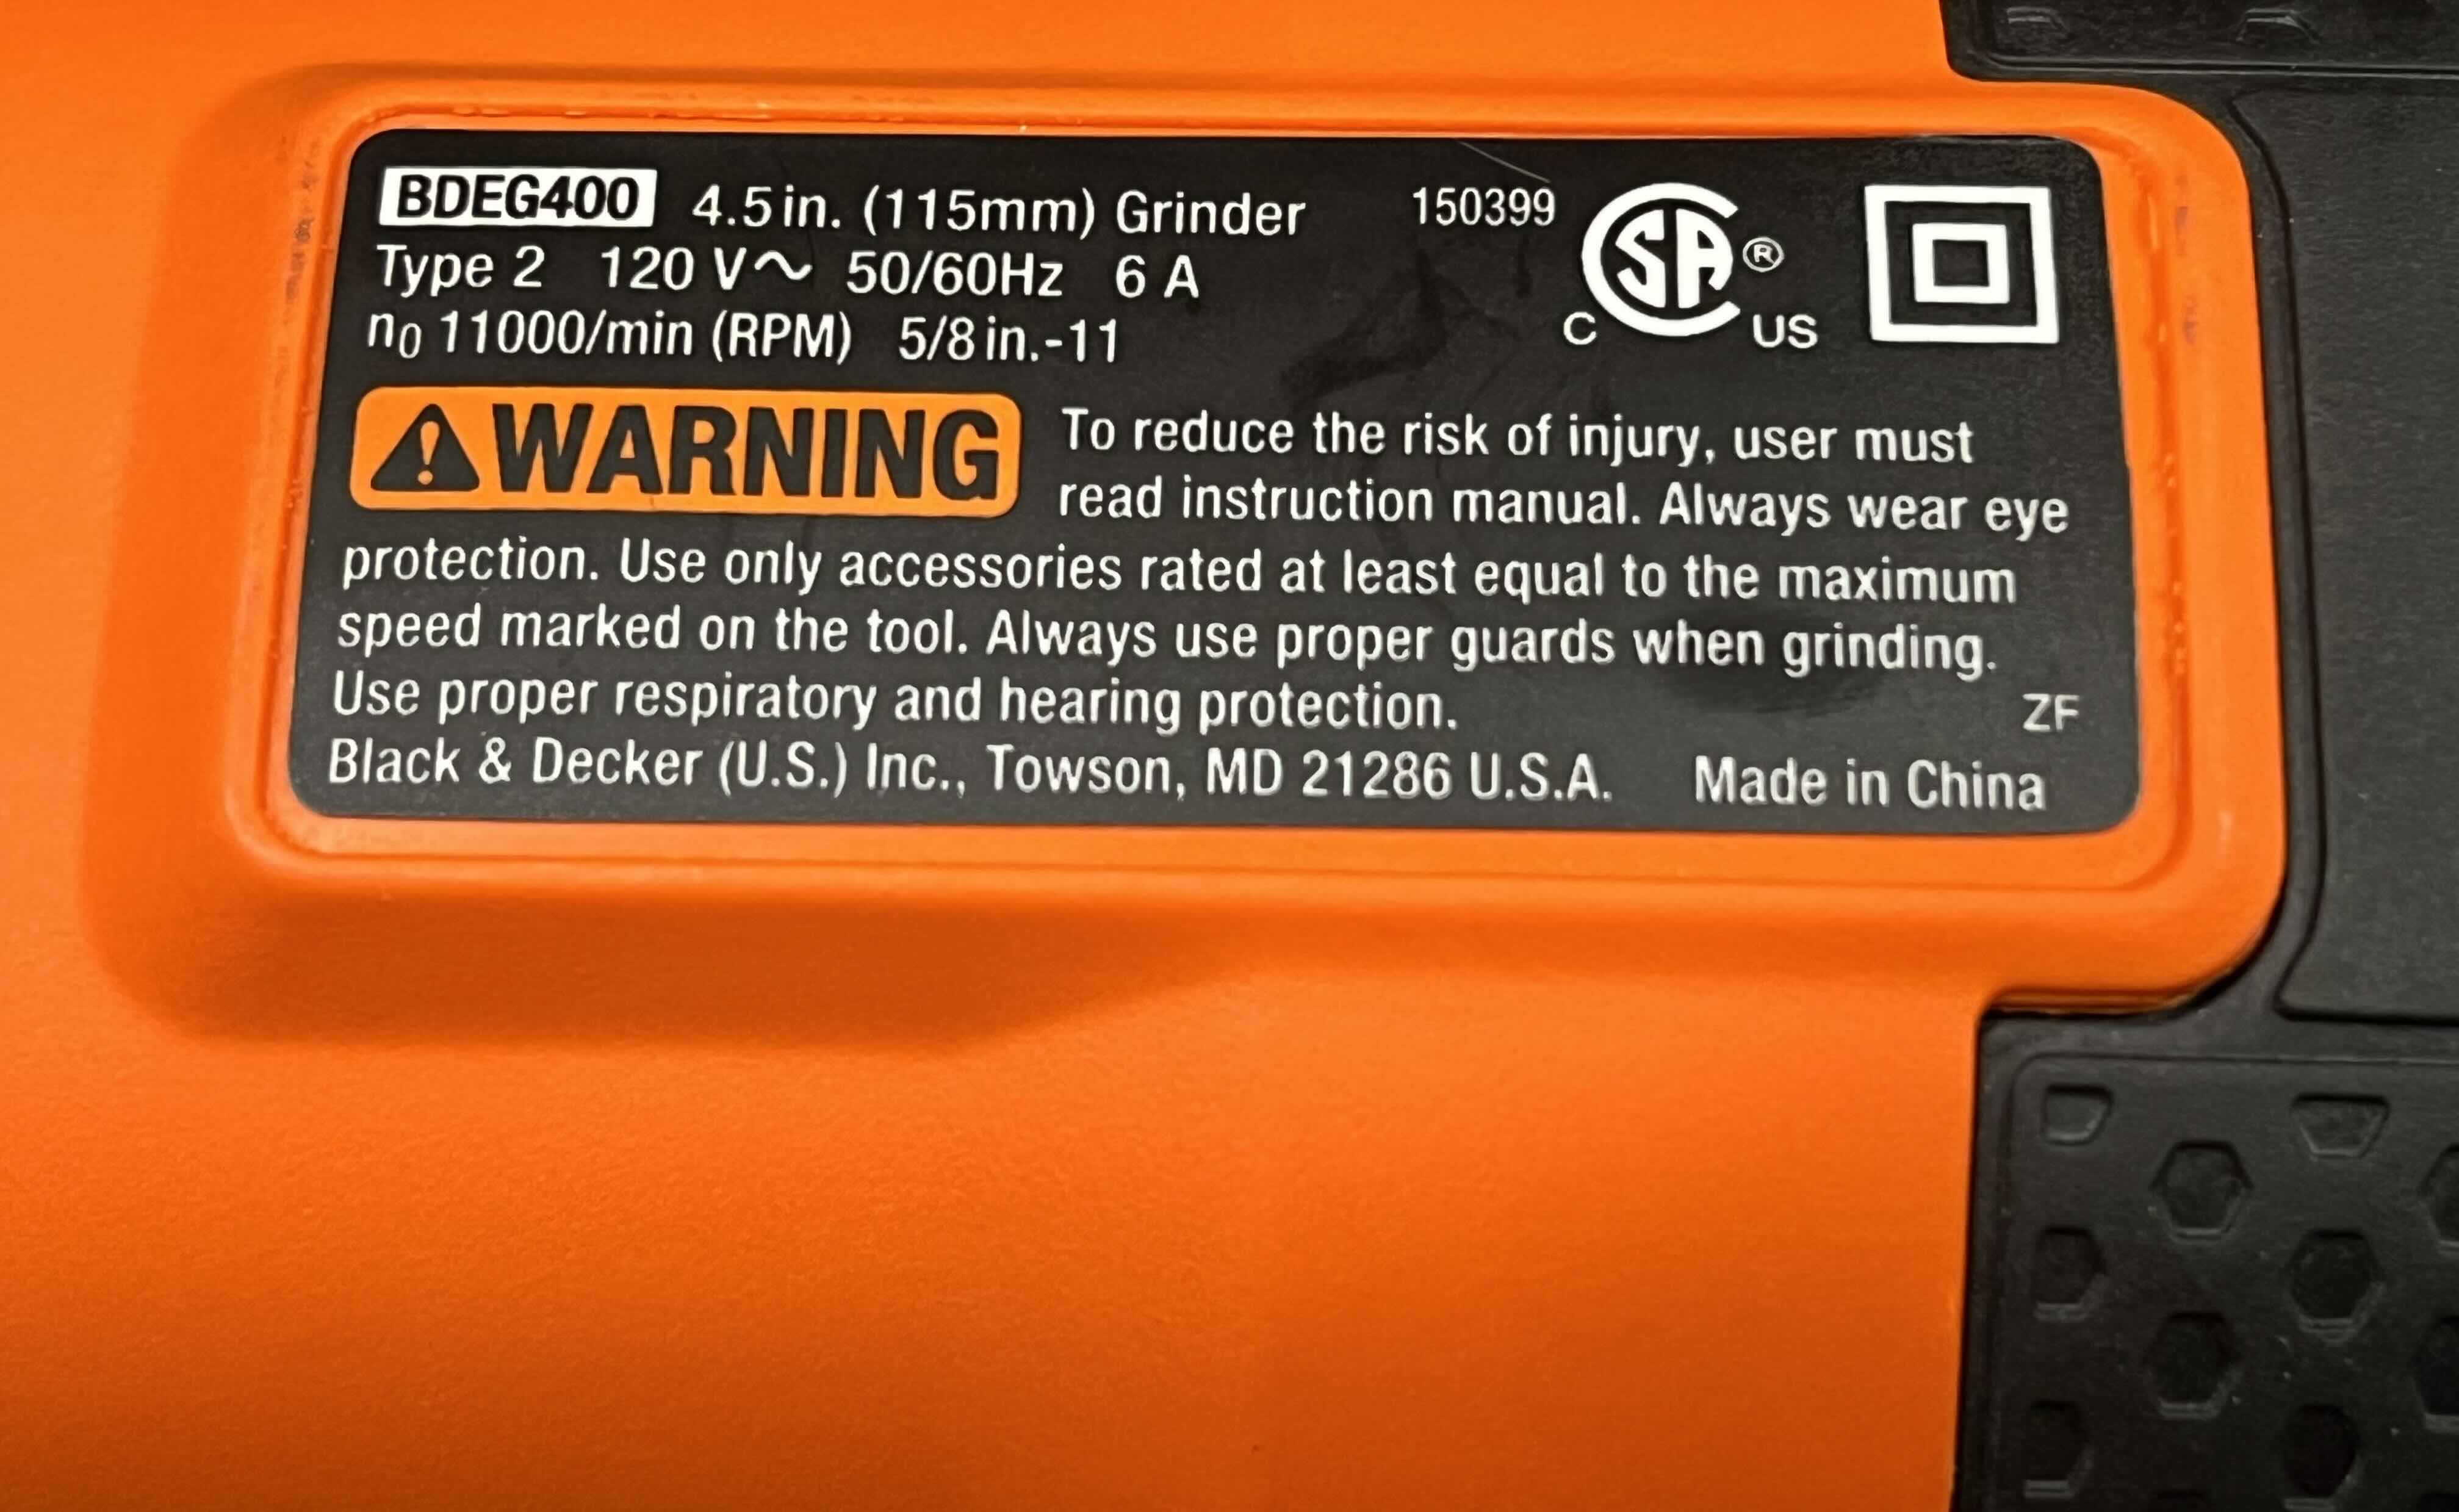 BDEG400 4.5 in. (115mm) Grinder 150399 SA ®
Type 2 120 V~ 50/60Hz 6 A
n0 11000/min (RPM) 5/8 in.-11 C US
WARNING To reduce the risk of injury, user must
read instruction manual. Always wear eye
protection. Use only accessories rated at least equal to the maximum
speed marked on the tool. Always use proper guards when grinding.
Use proper respiratory and hearing protection. ZF
Black & Decker (U.S.) Inc., Towson, MD 21286 U.S.A. Made in China